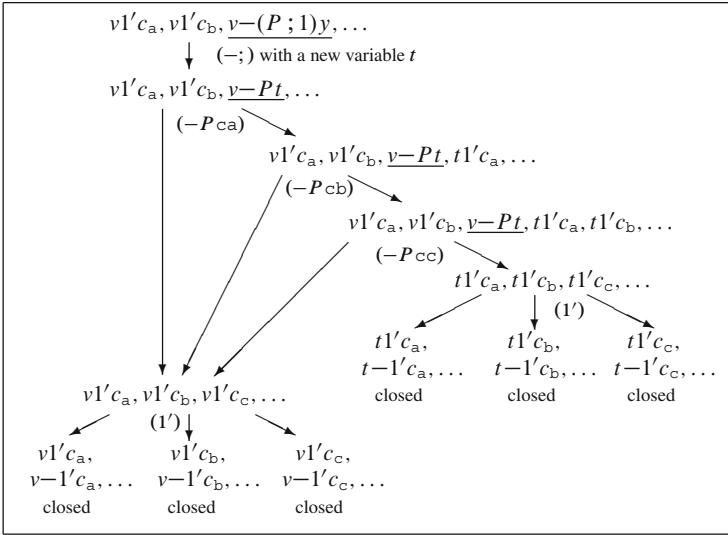 v1′c_a, v1′c_b, v−(P ; 1)y, ...
(−;) with a new variable t
v1′c_a, v1′c_b, v−Pt, ...
(−Pca)
v1′c_a, v1′c_b, v−Pt, t1′c_a, ...
(−Pcb)
v1′c_a, v1′c_b, v−Pt, t1′c_a, t1′c_b, ...
(−Pcc)
t1′c_a, t1′c_b, t1′c_c, ...
(1′)
t1′c_a, t1′c_b, t1′c_c,
t−1′c_a, ... t−1′c_b, ... t−1′c_c, ...
closed closed closed
v1′c_a, v1′c_b, v1′c_c, ...
(1′)
v1′c_a, v1′c_b, v1′c_c,
v−1′c_a, ... v−1′c_b, ... v−1′c_c, ...
closed closed closed